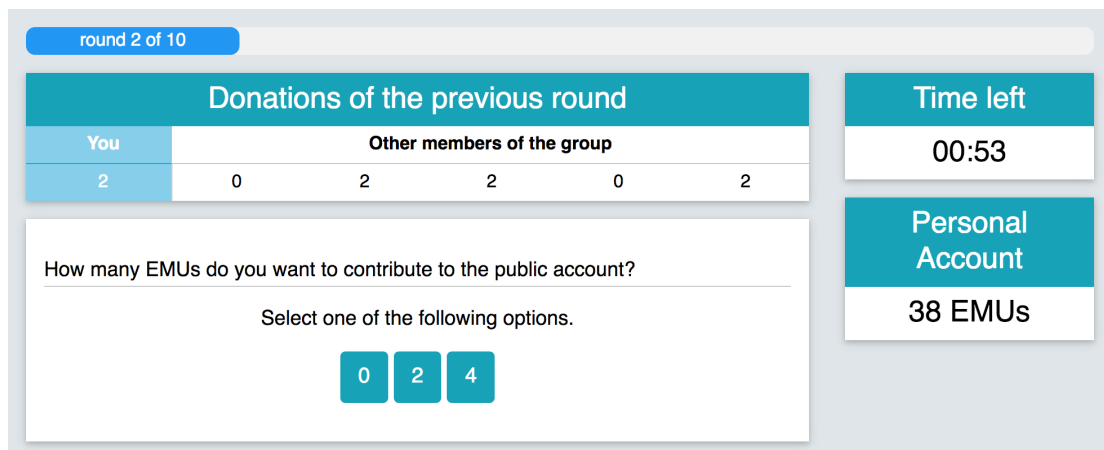 round 2 of 10
Donations of the previous round
You Other members of the group
2 0 2 2 0 2
How many EMUs do you want to contribute to the public account?
Select one of the following options.
0 2 4
Time left
00:53
Personal
Account
38 EMUs